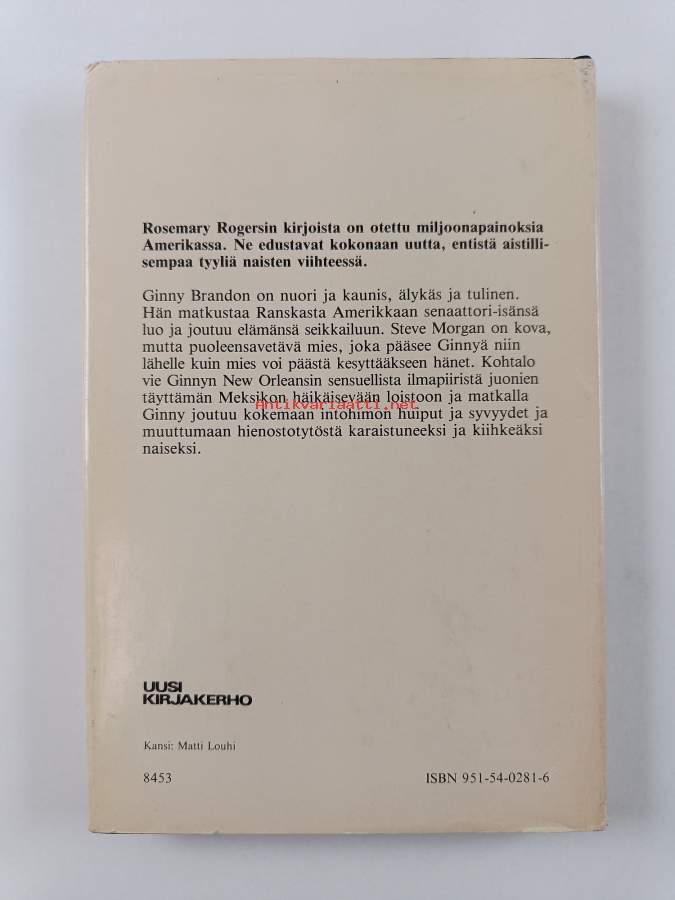 Rosemary Rogersin kirjoista on otettu miljoonapainoksia
Amerikassa. Ne edustavat kokonaan uutta, entistä aistilli-
sempaa tyyliä naisten viihteessä.
Ginny Brandon on nuori ja kaunis, älykäs ja tulinen.
Hän matkustaa Ranskasta Amerikkaan senaattori-isänsä
luo ja joutuu elämänsä seikkailuun. Steve Morgan on kova,
mutta puoleensavetävä mies, joka pääsee Ginnyä niin
lähelle kuin mies voi päästä kesyttääkseen hänet. Kohtalo
vie Ginnyn New Orleansin sensuellista ilmapiiristä juonien
täyttämän Meksikon häikäisevään loistoon ja matkalla
Antikvariaatti.net
Ginny joutuu kokemaan intohimon huiput ja syvyydet ja
muuttumaan hienostotytöstä karaistuneeksi ja kiihkeäksi
naiseksi.
UUSI
KIRJAKERHO
Kansi: Matti Louhi
8453 ISBN 951-54-0281-6